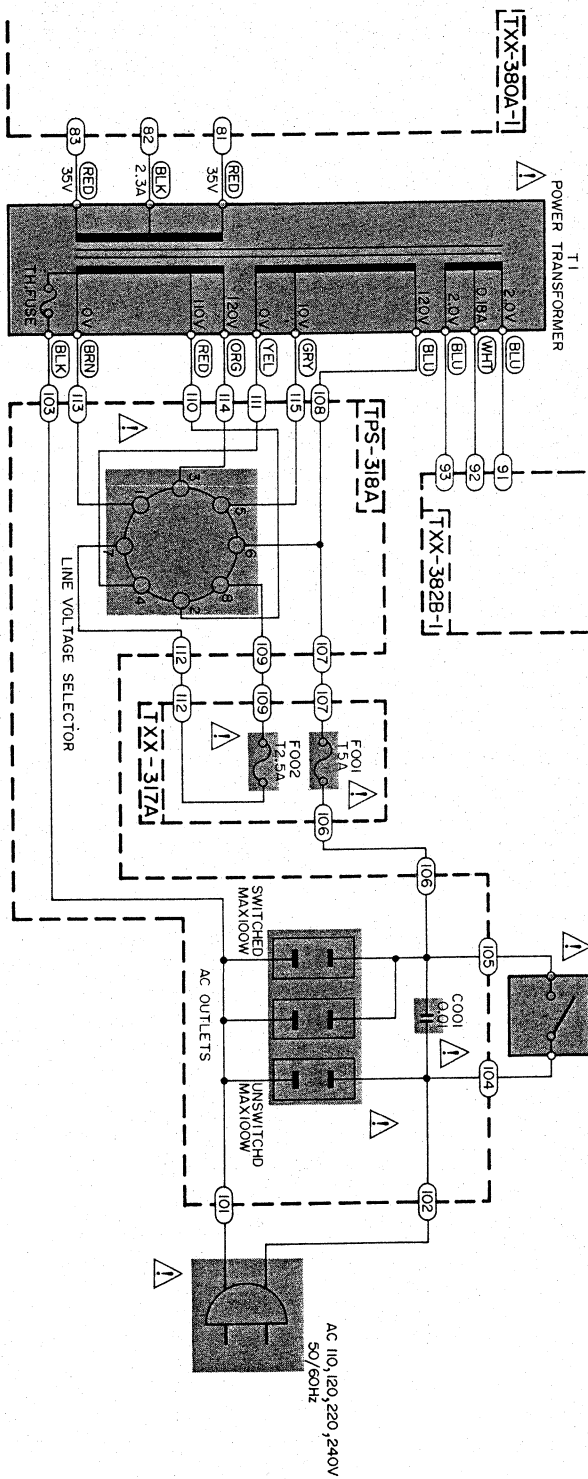 TXX-380A-1
83
82
81
RED
BLK
RED
35V
2.3A
35V
T1
POWER TRANSFORMER
TH.FUSE
0V
110V
120V
0V
10V
120V
2.0V
0.18A
2.0V
BLK
BRN
RED
ORG
YEL
GRY
BLU
BLU
WHT
BLU
103
113
110
114
111
115
108
93
92
91
TPS-318A
TXX-382B-1
3
5
1
6
7
8
4
2
LINE VOLTAGE SELECTOR
112
109
107
112
109
107
TXX-317A
F002
T2.5A
F001
T5A
106
106
105
104
C001
0.01
SWITCHED
MAX100W
AC OUTLETS
UNSWITCHD
MAX100W
101
102
AC 110,120,220,240V
50/60Hz